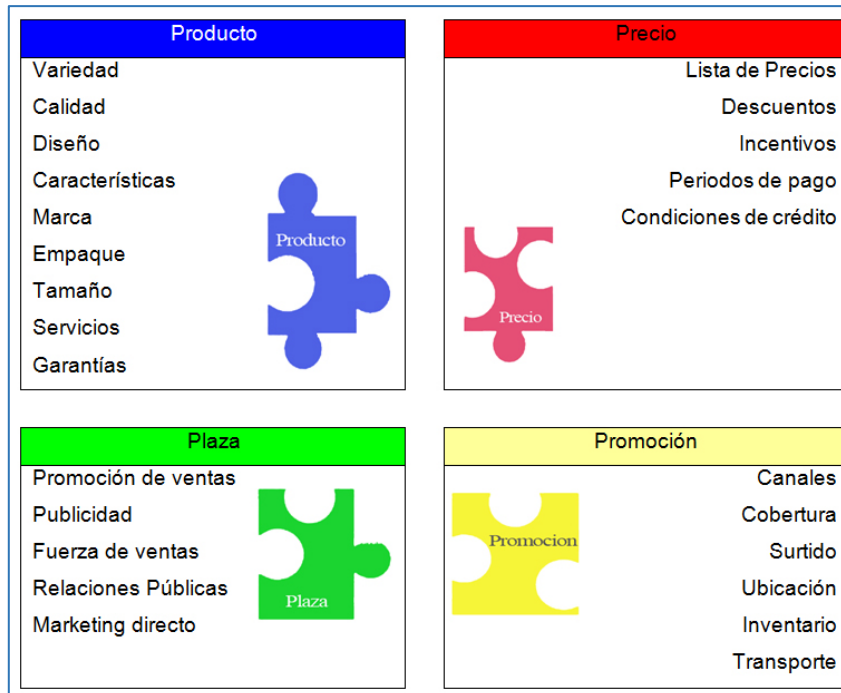 Producto
Variedad
Calidad
Diseño
Características
Marca
Empaque
Tamaño
Servicios
Garantías
Producto
Precio
Lista de Precios
Descuentos
Incentivos
Periodos de pago
Condiciones de crédito
Precio
Plaza
Promoción de ventas
Publicidad
Fuerza de ventas
Relaciones Públicas
Marketing directo
Plaza
Promoción
Canales
Cobertura
Surtido
Ubicación
Inventario
Transporte
Promocion